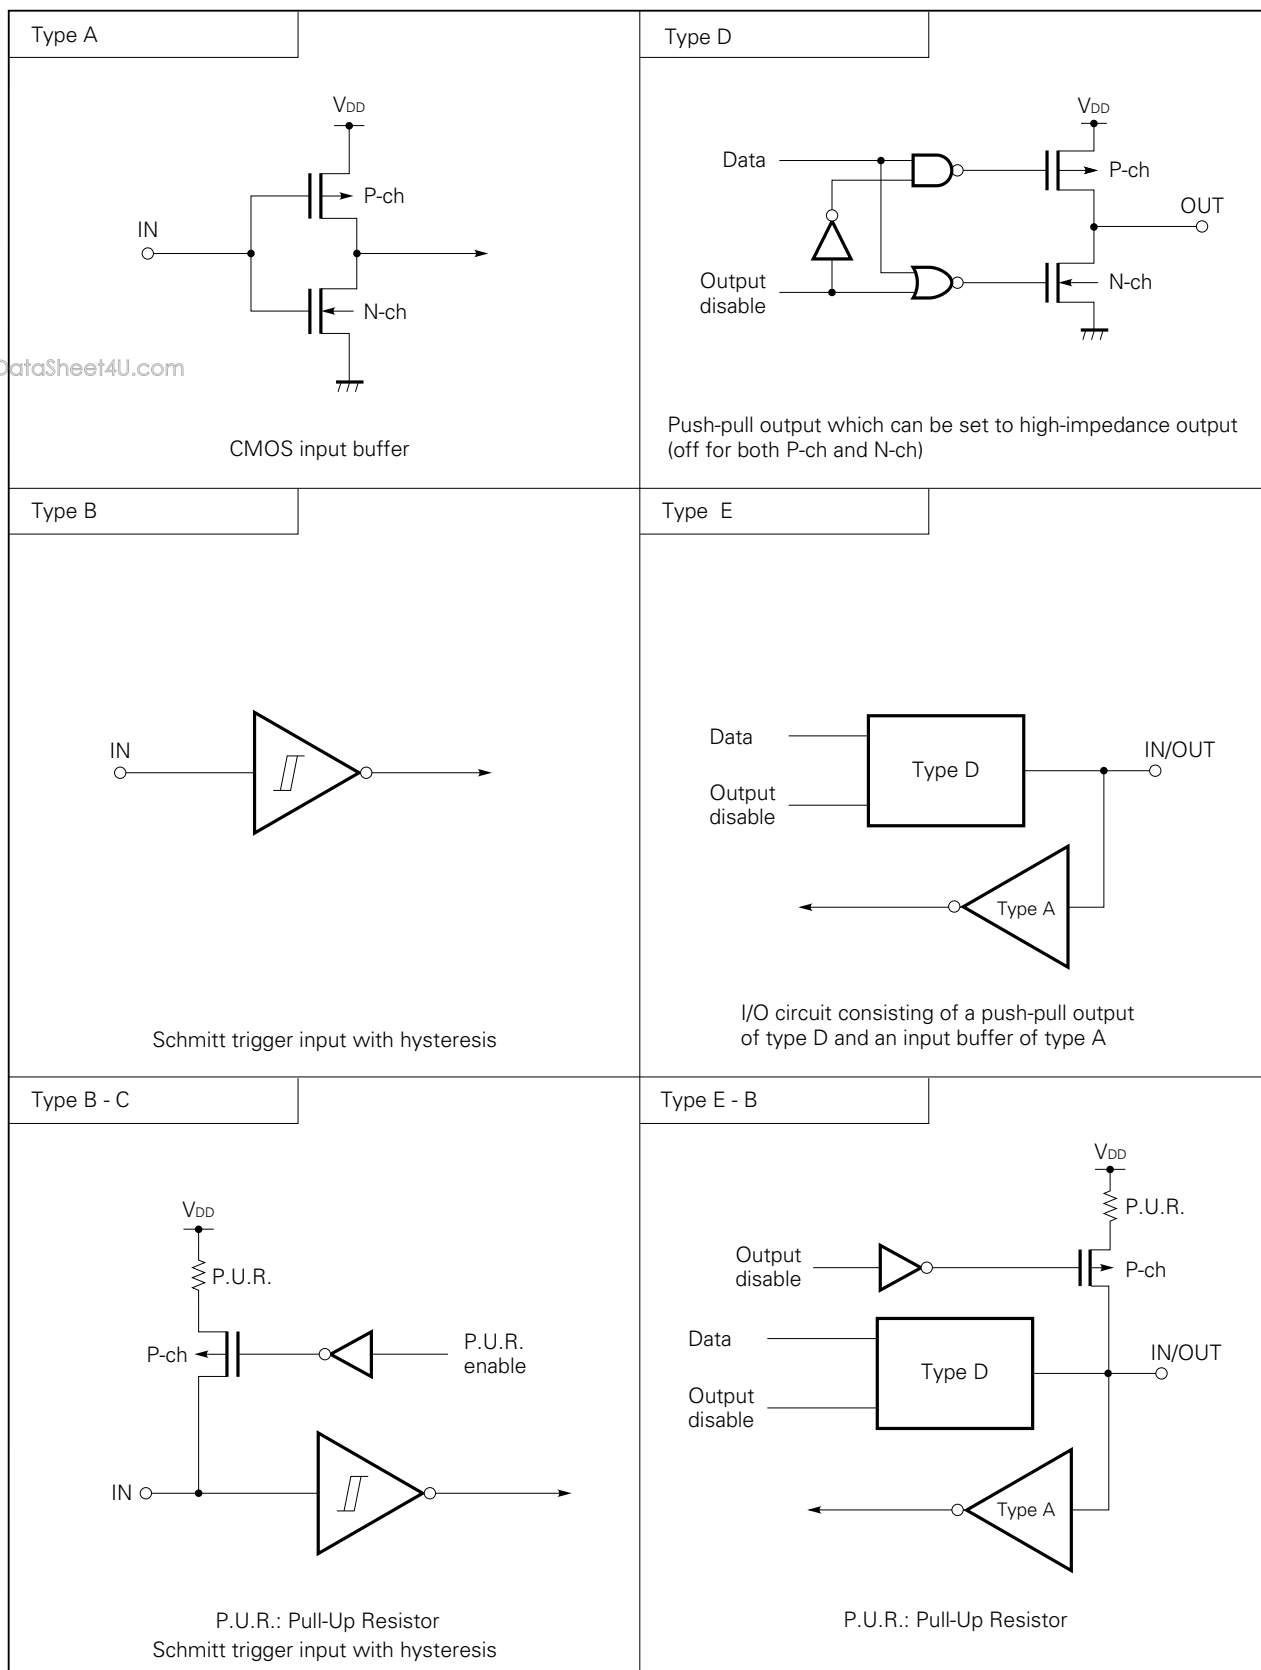 Type A
VDD
P-ch
IN
N-ch
DataSheet4U.com
CMOS input buffer
Type D
VDD
Data
P-ch
OUT
Output
disable
N-ch
Push-pull output which can be set to high-impedance output
(off for both P-ch and N-ch)
Type B
IN
Schmitt trigger input with hysteresis
Type E
Data
Type D
IN/OUT
Output
disable
Type A
I/O circuit consisting of a push-pull output
of type D and an input buffer of type A
Type B - C
VDD
P.U.R.
P-ch
P.U.R.
enable
IN
P.U.R.: Pull-Up Resistor
Schmitt trigger input with hysteresis
Type E - B
VDD
P.U.R.
Output
disable
P-ch
Data
Type D
IN/OUT
Output
disable
Type A
P.U.R.: Pull-Up Resistor